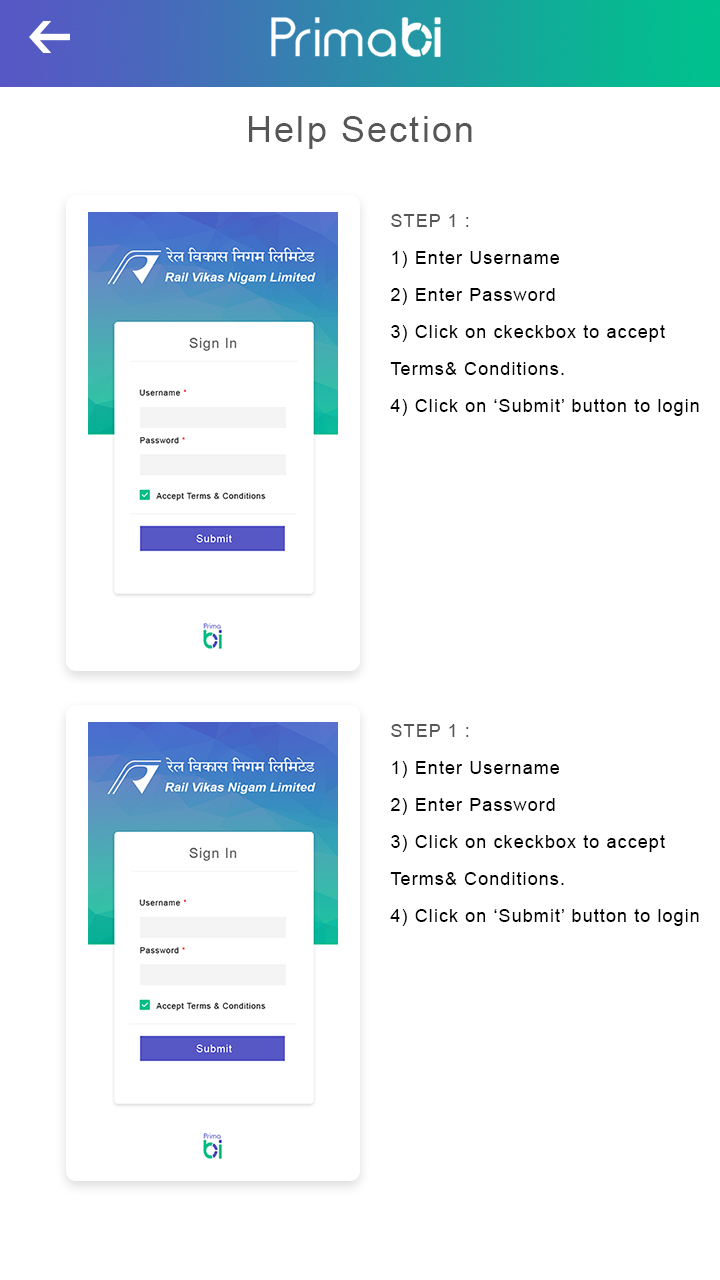 Primabi
Help Section
रेल विकास निगम लिमिटेड
Rail Vikas Nigam Limited
Sign In
Username *
Password *
Accept Terms & Conditions
Submit
Prima
bi
STEP 1 :
1) Enter Username
2) Enter Password
3) Click on ckeckbox to accept
Terms& Conditions.
4) Click on ‘Submit’ button to login
रेल विकास निगम लिमिटेड
Rail Vikas Nigam Limited
Sign In
Username *
Password *
Accept Terms & Conditions
Submit
Prima
bi
STEP 1 :
1) Enter Username
2) Enter Password
3) Click on ckeckbox to accept
Terms& Conditions.
4) Click on ‘Submit’ button to login